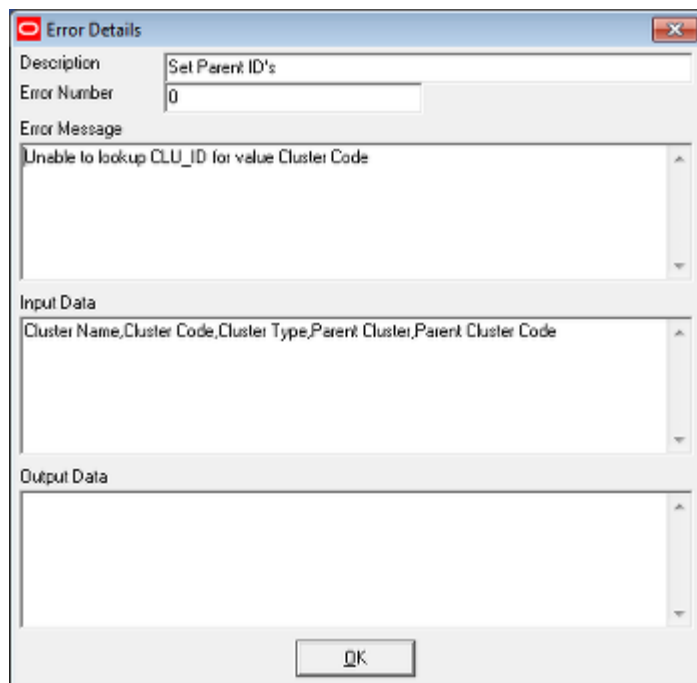 Error Details
Description
Set Parent ID's
Error Number
0
Error Message
Unable to lookup CLU_ID for value Cluster Code
Input Data
Cluster Name,Cluster Code,Cluster Type,Parent Cluster,Parent Cluster Code
Output Data
OK